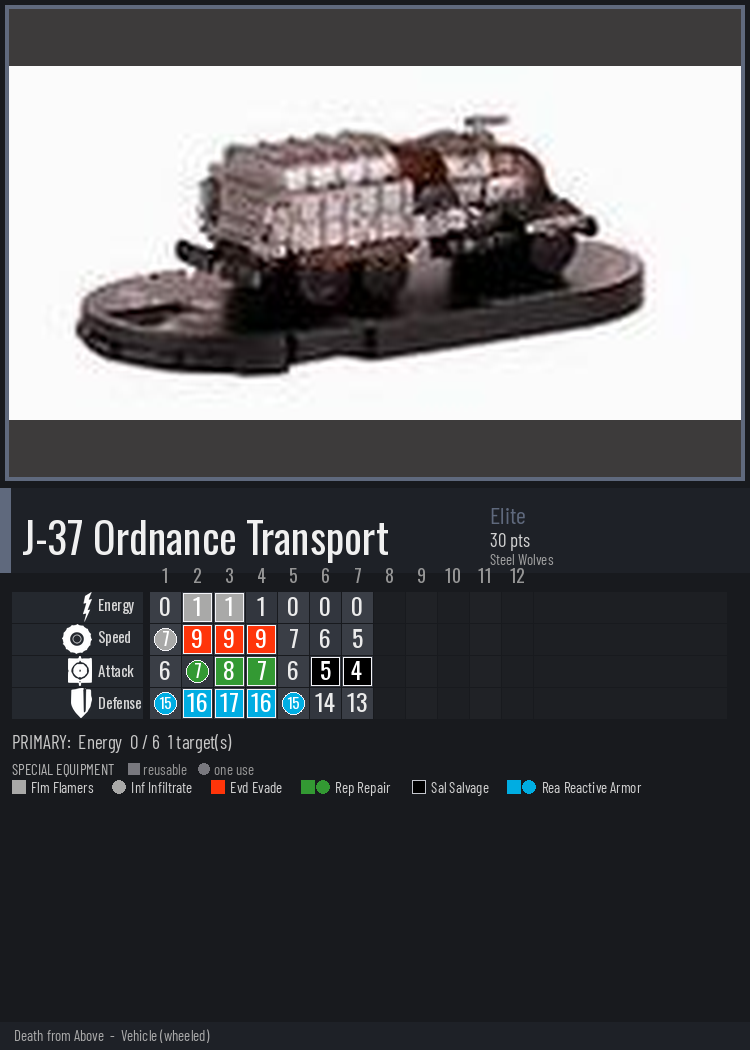 J-37 Ordnance Transport
Elite
30 pts
Steel Wolves
1 2 3 4 5 6 7 8 9 10 11 12
Energy 0 1 1 1 0 0 0
Speed 7 9 9 9 7 6 5
Attack 6 7 8 7 6 5 4
Defense 15 16 17 16 15 14 13
PRIMARY: Energy 0 / 6 1 target(s)
SPECIAL EQUIPMENT reusable one use
Flm Flamers Inf Infiltrate Evd Evade Rep Repair Sal Salvage Rea Reactive Armor
Death from Above - Vehicle (wheeled)